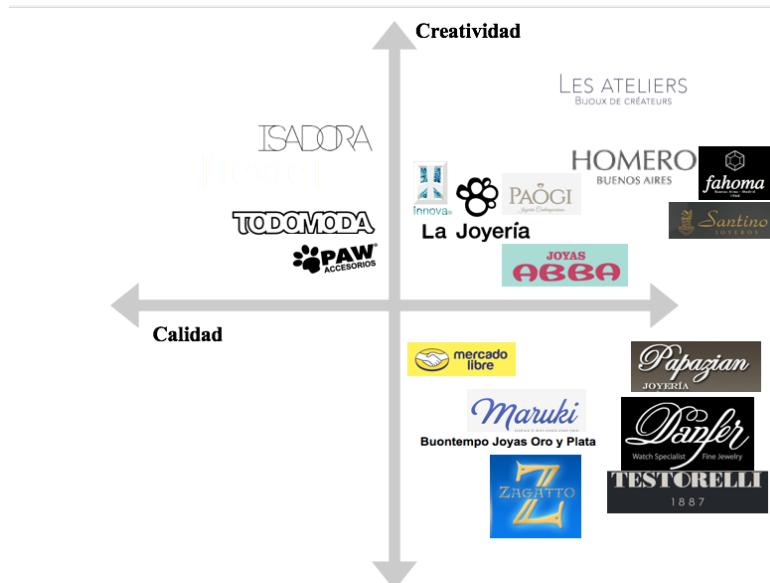 Creatividad
LES ATELIERS
BIJOUX DE CRÉATEURS
ISADORA
HOMERO
BUENOS AIRES
fahoma
innova
PAÒGI
Santino
JOYEROS
TODOMODA
La Joyería
PAW
ACCESORIOS
JOYAS
ABBA
Calidad
mercado
libre
Papazian
JOYERÍA
Maruki
Buontempo Joyas Oro y Plata
Danfer
Watch Specialist Fine Jewelry
ZAGATTO
TESTORELLI
1887